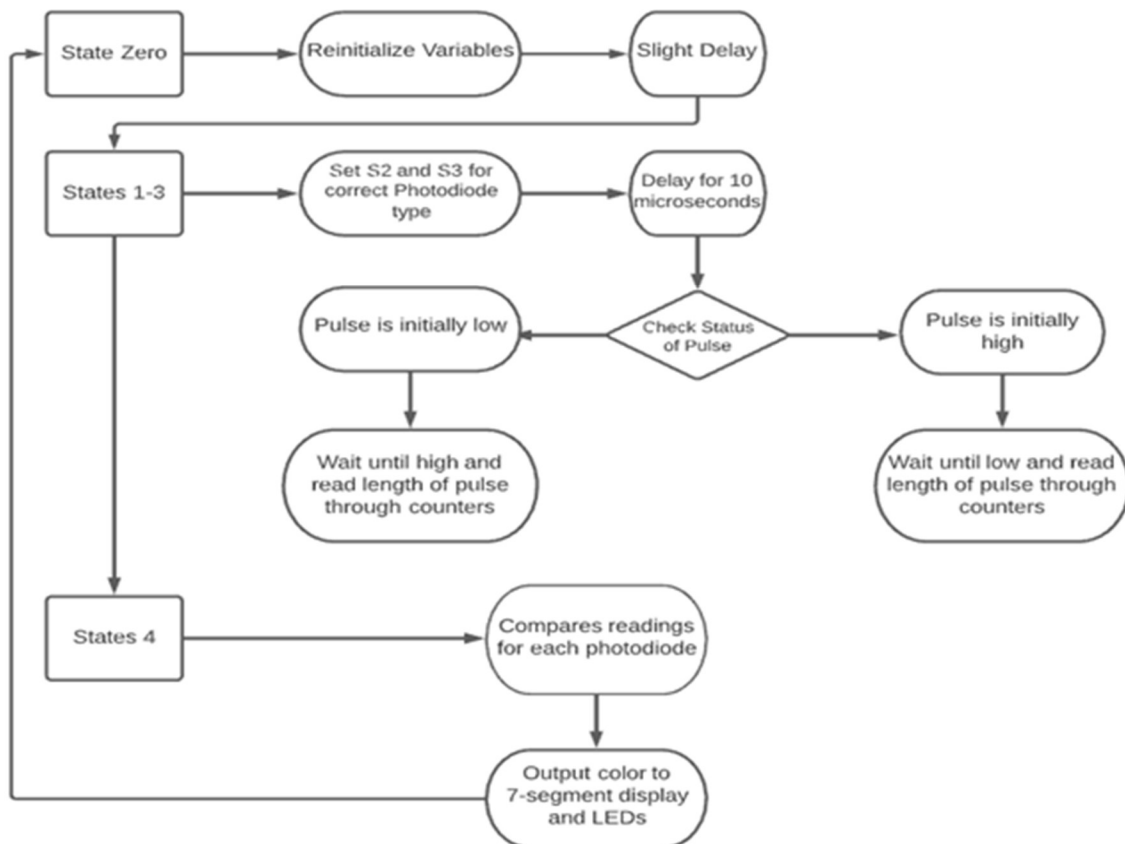 State Zero
Reinitialize Variables
Slight Delay
States 1-3
Set S2 and S3 for
correct Photodiode
type
Delay for 10
microseconds
Pulse is initially low
Check Status
of Pulse
Pulse is initially
high
Wait until high and
read length of pulse
through counters
Wait until low and read
length of pulse through
counters
States 4
Compares readings
for each photodiode
Output color to
7-segment display
and LEDs